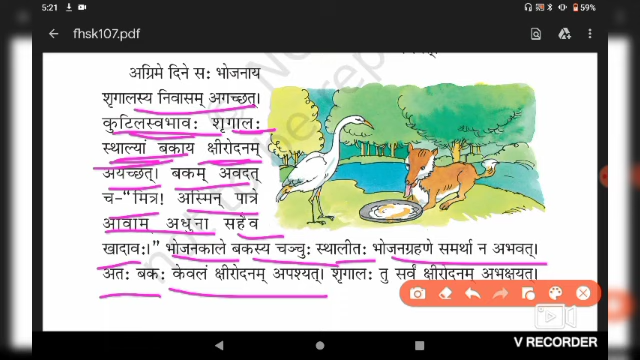 5:21
59%
fhsk107.pdf
अग्रिमे दिने सः भोजनाय
शृगालस्य निवासम् अगच्छत्।
कुटिलस्वभावः शृगालः
स्थाल्यां बकाय क्षीरोदनम्
अयच्छत्। बकम् अवदत्
च-“मित्र! अस्मिन् पात्रे
आवाम् अधुना सहैव
खादावः।” भोजनकाले बकस्य चञ्चुः स्थालीतः भोजनग्रहणे समर्था न अभवत्।
अतः बकः केवलं क्षीरोदनम् अपश्यत्। शृगालः तु सर्वं क्षीरोदनम् अभक्षयत्।
V RECORDER